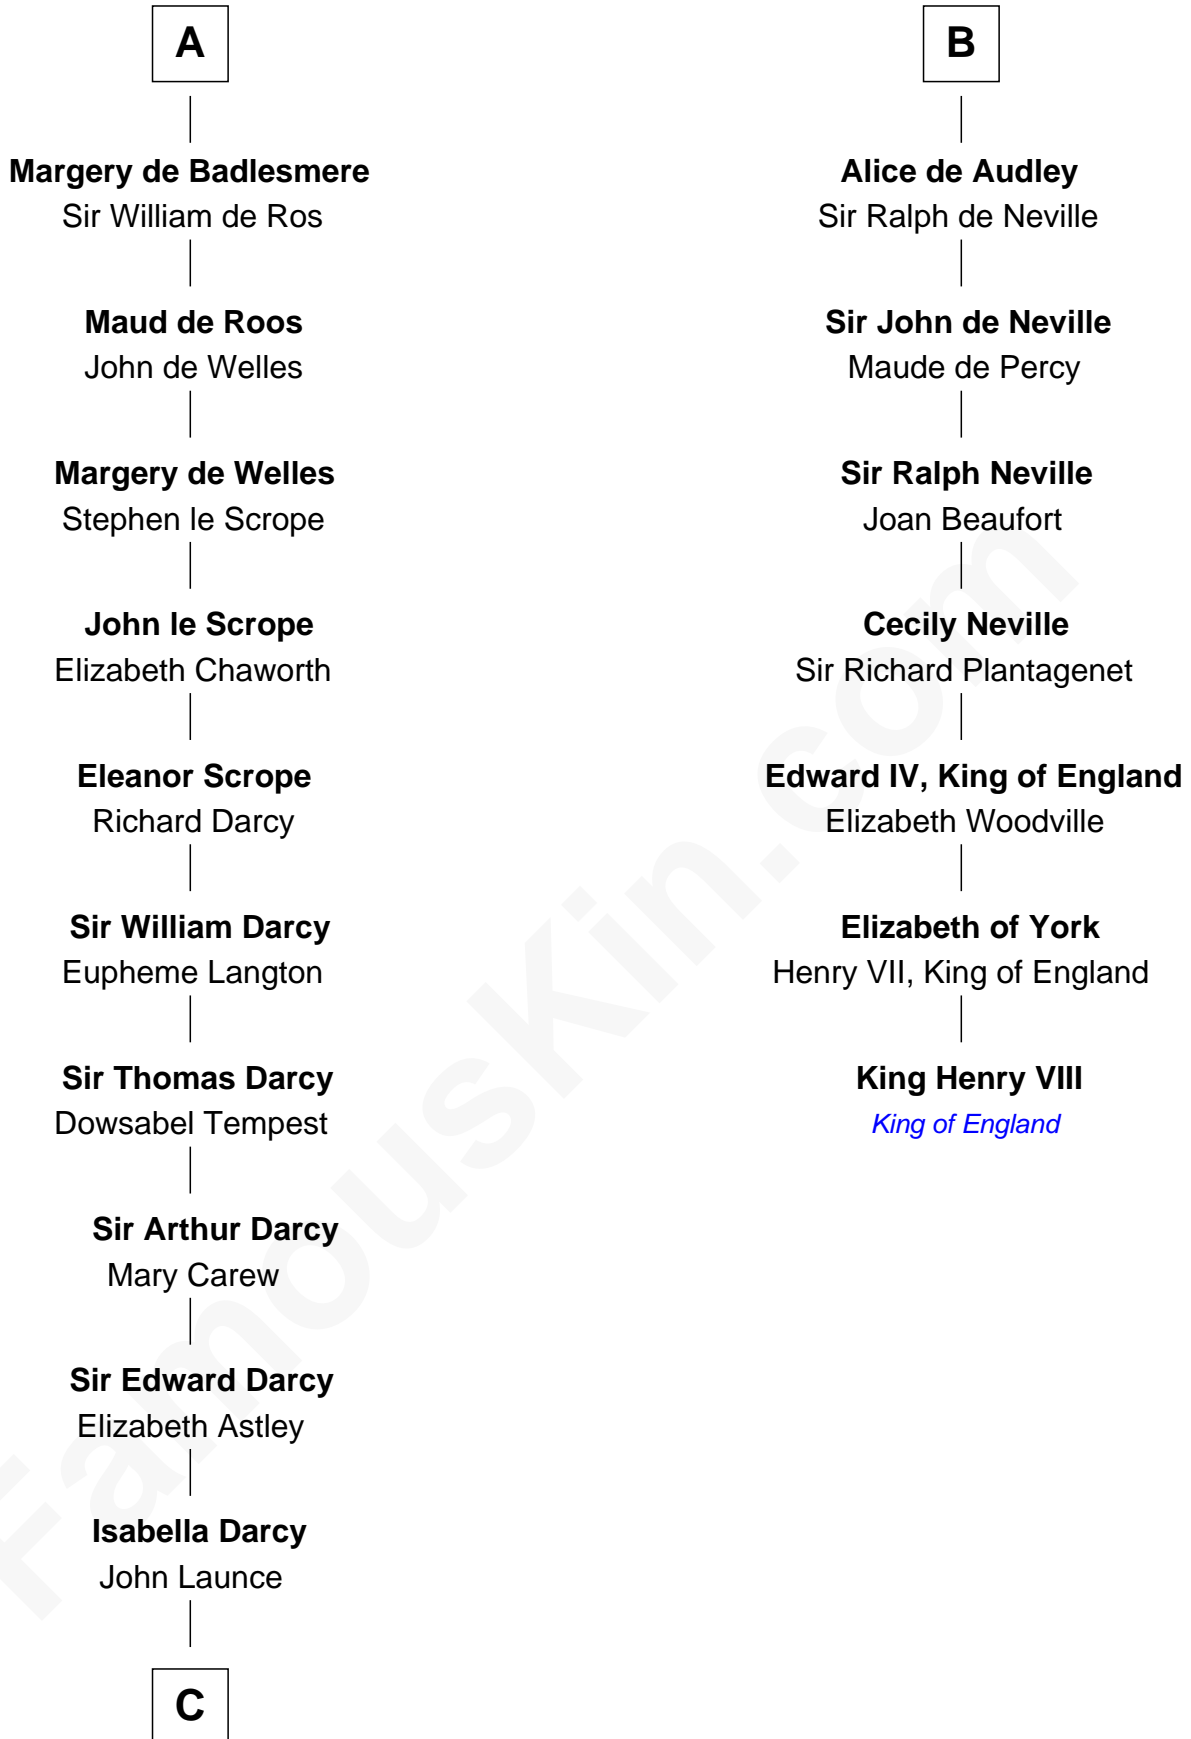 A
Margery de Badlesmere
Sir William de Ros
Maud de Roos
John de Welles
Margery de Welles
Stephen le Scrope
John le Scrope
Elizabeth Chaworth
Eleanor Scrope
Richard Darcy
Sir William Darcy
Eupheme Langton
Sir Thomas Darcy
Dowsabel Tempest
Sir Arthur Darcy
Mary Carew
Sir Edward Darcy
Elizabeth Astley
Isabella Darcy
John Launce
C
B
Alice de Audley
Sir Ralph de Neville
Sir John de Neville
Maude de Percy
Sir Ralph Neville
Joan Beaufort
Cecily Neville
Sir Richard Plantagenet
Edward IV, King of England
Elizabeth Woodville
Elizabeth of York
Henry VII, King of England
King Henry VIII
King of England
FamousKin.com